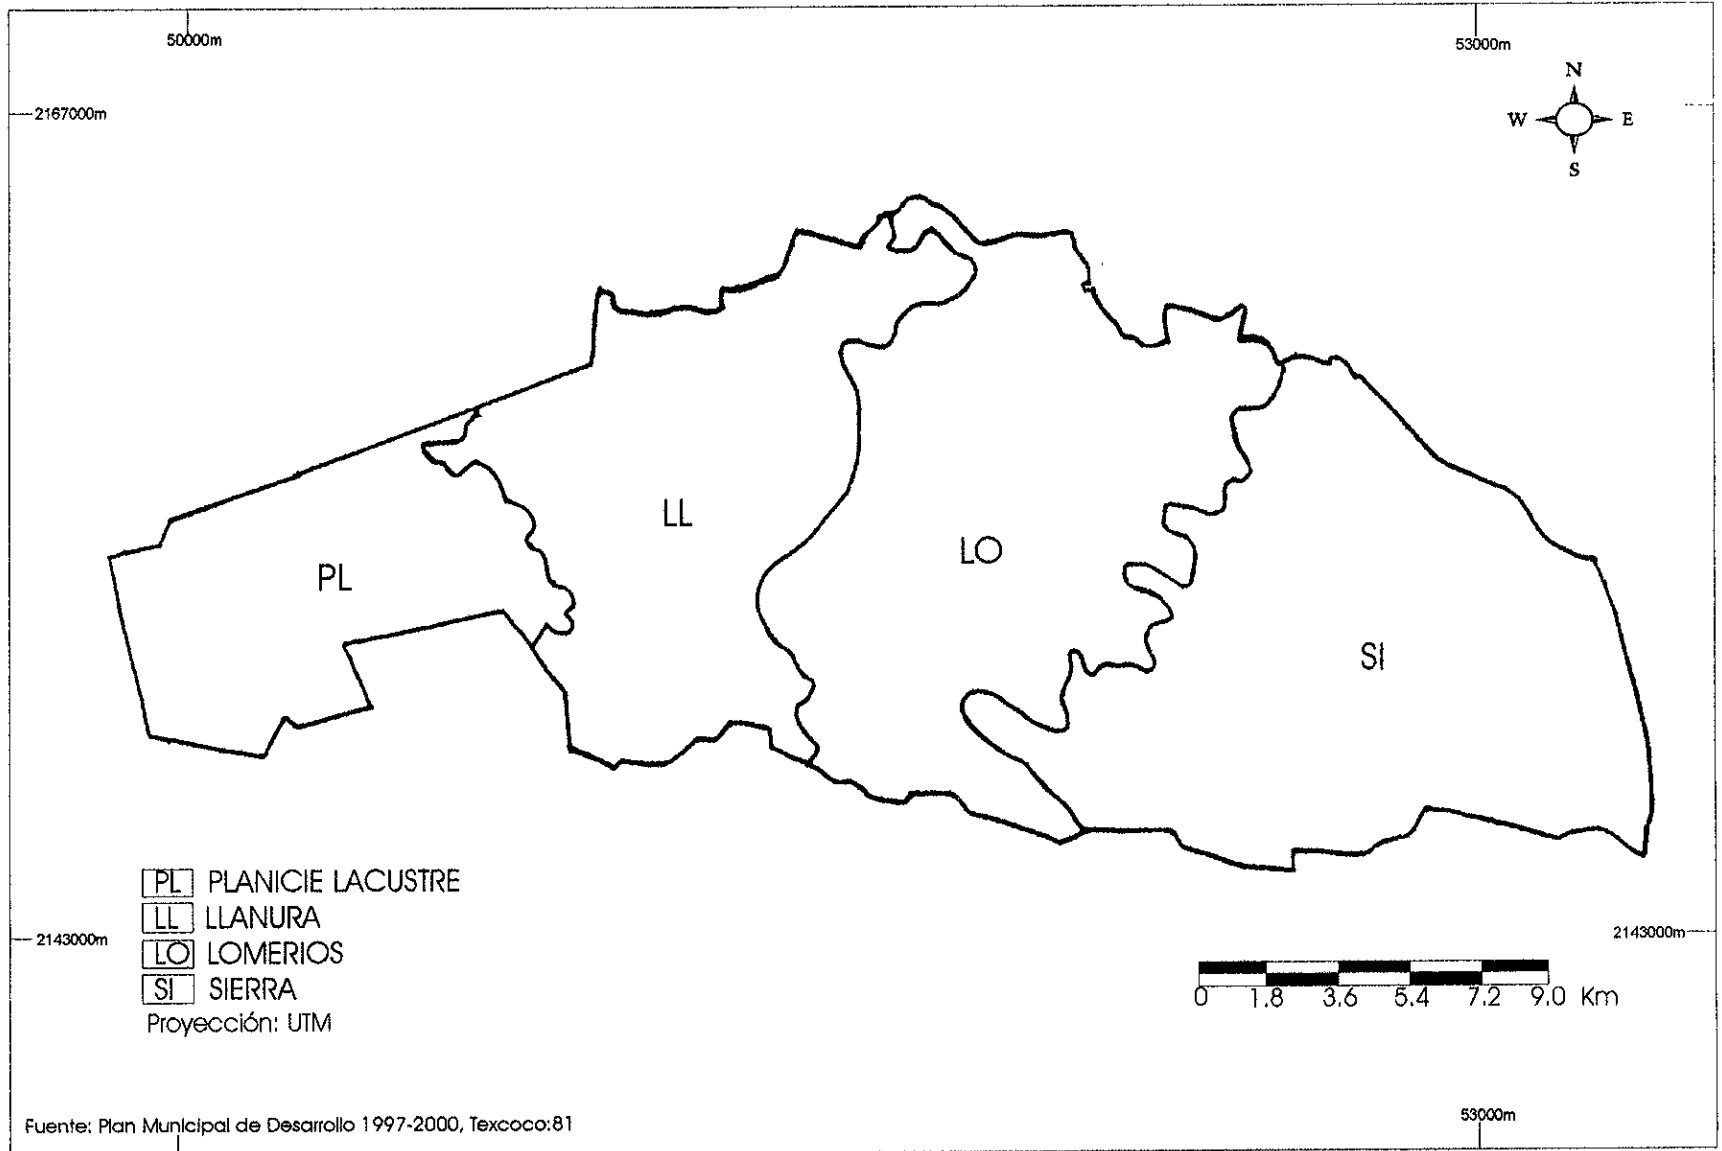 50000m
53000m
2167000m
N
W E
S
LL
LO
PL
SI
PL PLANICIE LACUSTRE
LL LLANURA
LO LOMERIOS
SI SIERRA
Proyección: UTM
2143000m
2143000m
0 1.8 3.6 5.4 7.2 9.0 Km
53000m
Fuente: Plan Municipal de Desarrollo 1997-2000, Texcoco:81